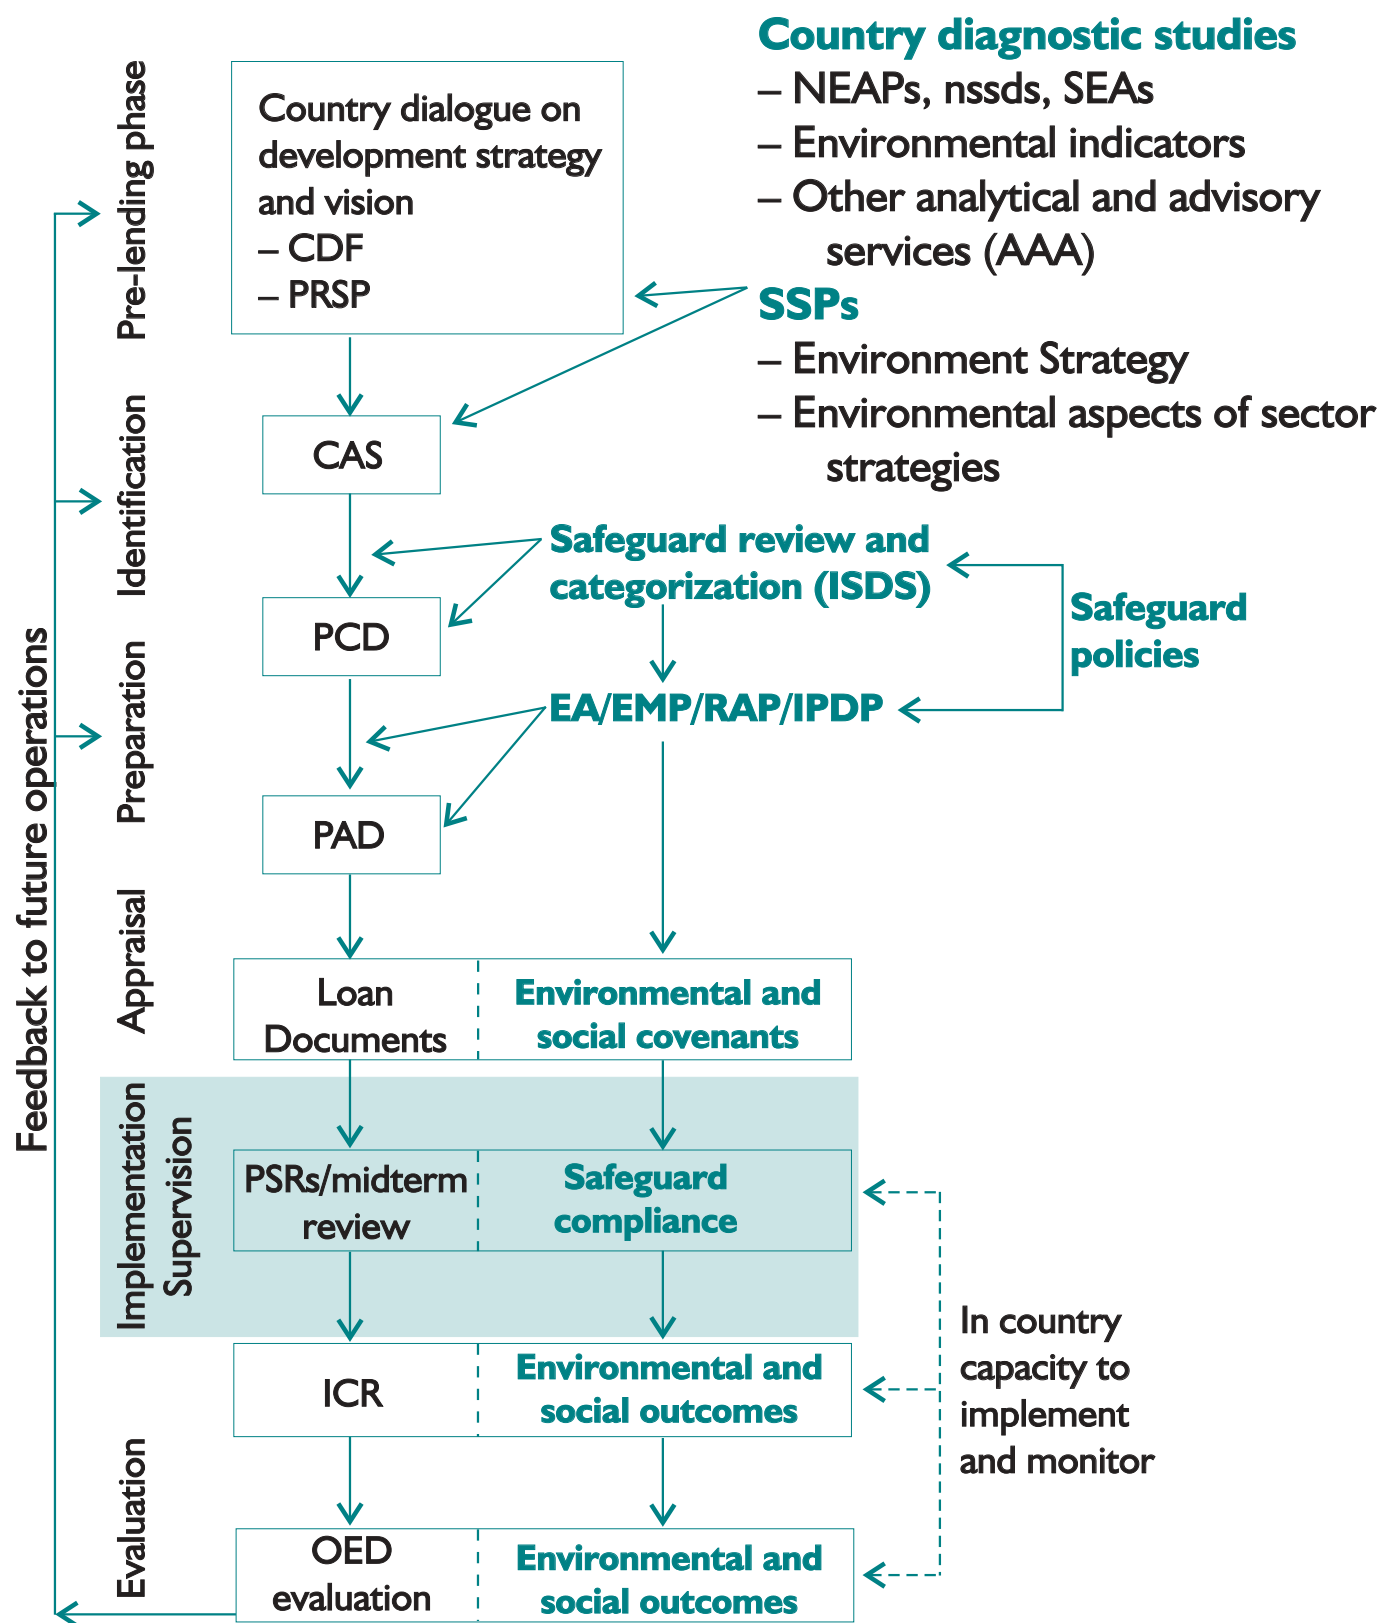 Country diagnostic studies
– NEAPs, nssds, SEAs
– Environmental indicators
– Other analytical and advisory
services (AAA)
SSPs
– Environment Strategy
– Environmental aspects of sector
strategies
Pre-lending phase
Country dialogue on
development strategy
and vision
– CDF
– PRSP
Identification
CAS
Safeguard review and
categorization (ISDS)
Safeguard
policies
PCD
Preparation
EA/EMP/RAP/IPDP
PAD
Feedback to future operations
Appraisal
Loan
Documents
Environmental and
social covenants
Implementation
Supervision
PSRs/midterm
review
Safeguard
compliance
In country
capacity to
implement
and monitor
ICR
Environmental and
social outcomes
Evaluation
OED
evaluation
Environmental and
social outcomes